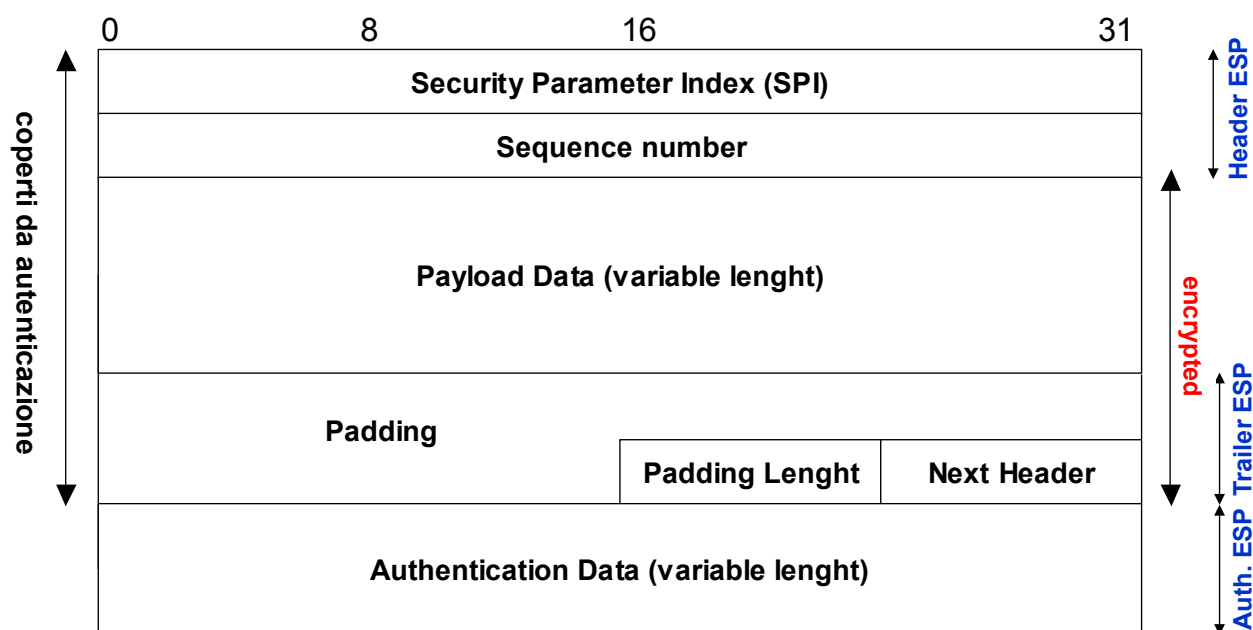 0 8 16 31
Security Parameter Index (SPI)
Header ESP
Sequence number
coperti da autenticazione
Payload Data (variable lenght)
encrypted
Padding
Padding Lenght
Next Header
Trailer ESP
Authentication Data (variable lenght)
Auth. ESP